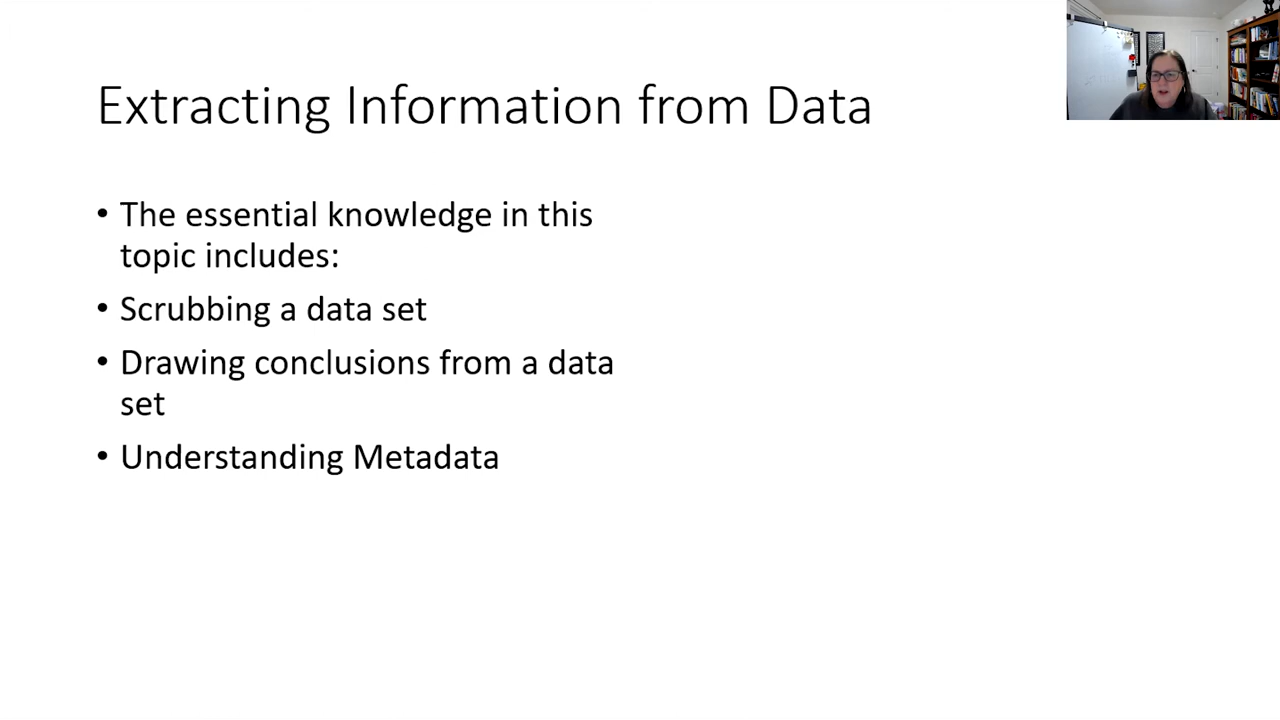 Extracting Information from Data
• The essential knowledge in this
topic includes:
• Scrubbing a data set
• Drawing conclusions from a data
set
• Understanding Metadata